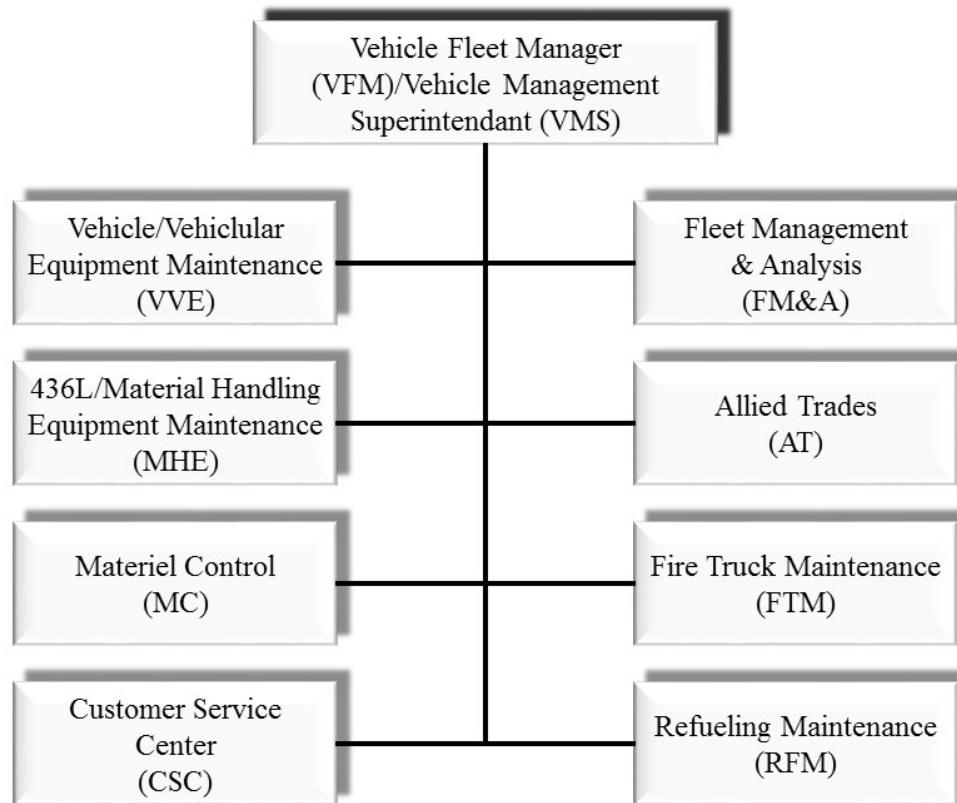 Vehicle Fleet Manager
(VFM)/Vehicle Management
Superintendant (VMS)
Vehicle/Vehiclular
Equipment Maintenance
(VVE)
Fleet Management
& Analysis
(FM&A)
436L/Material Handling
Equipment Maintenance
(MHE)
Allied Trades
(AT)
Materiel Control
(MC)
Fire Truck Maintenance
(FTM)
Customer Service
Center
(CSC)
Refueling Maintenance
(RFM)